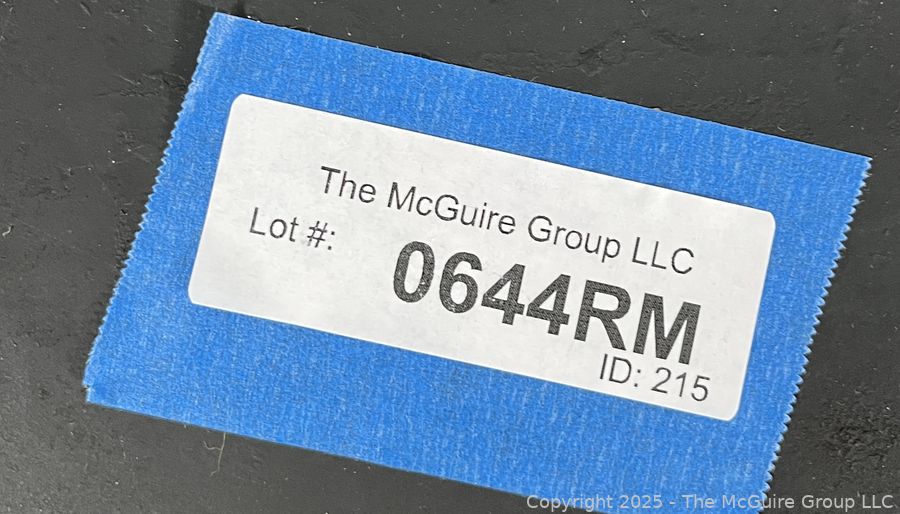 The McGuire Group LLC
Lot #:
0644RM
ID: 215
Copyright 2025 - The McGuire Group LLC